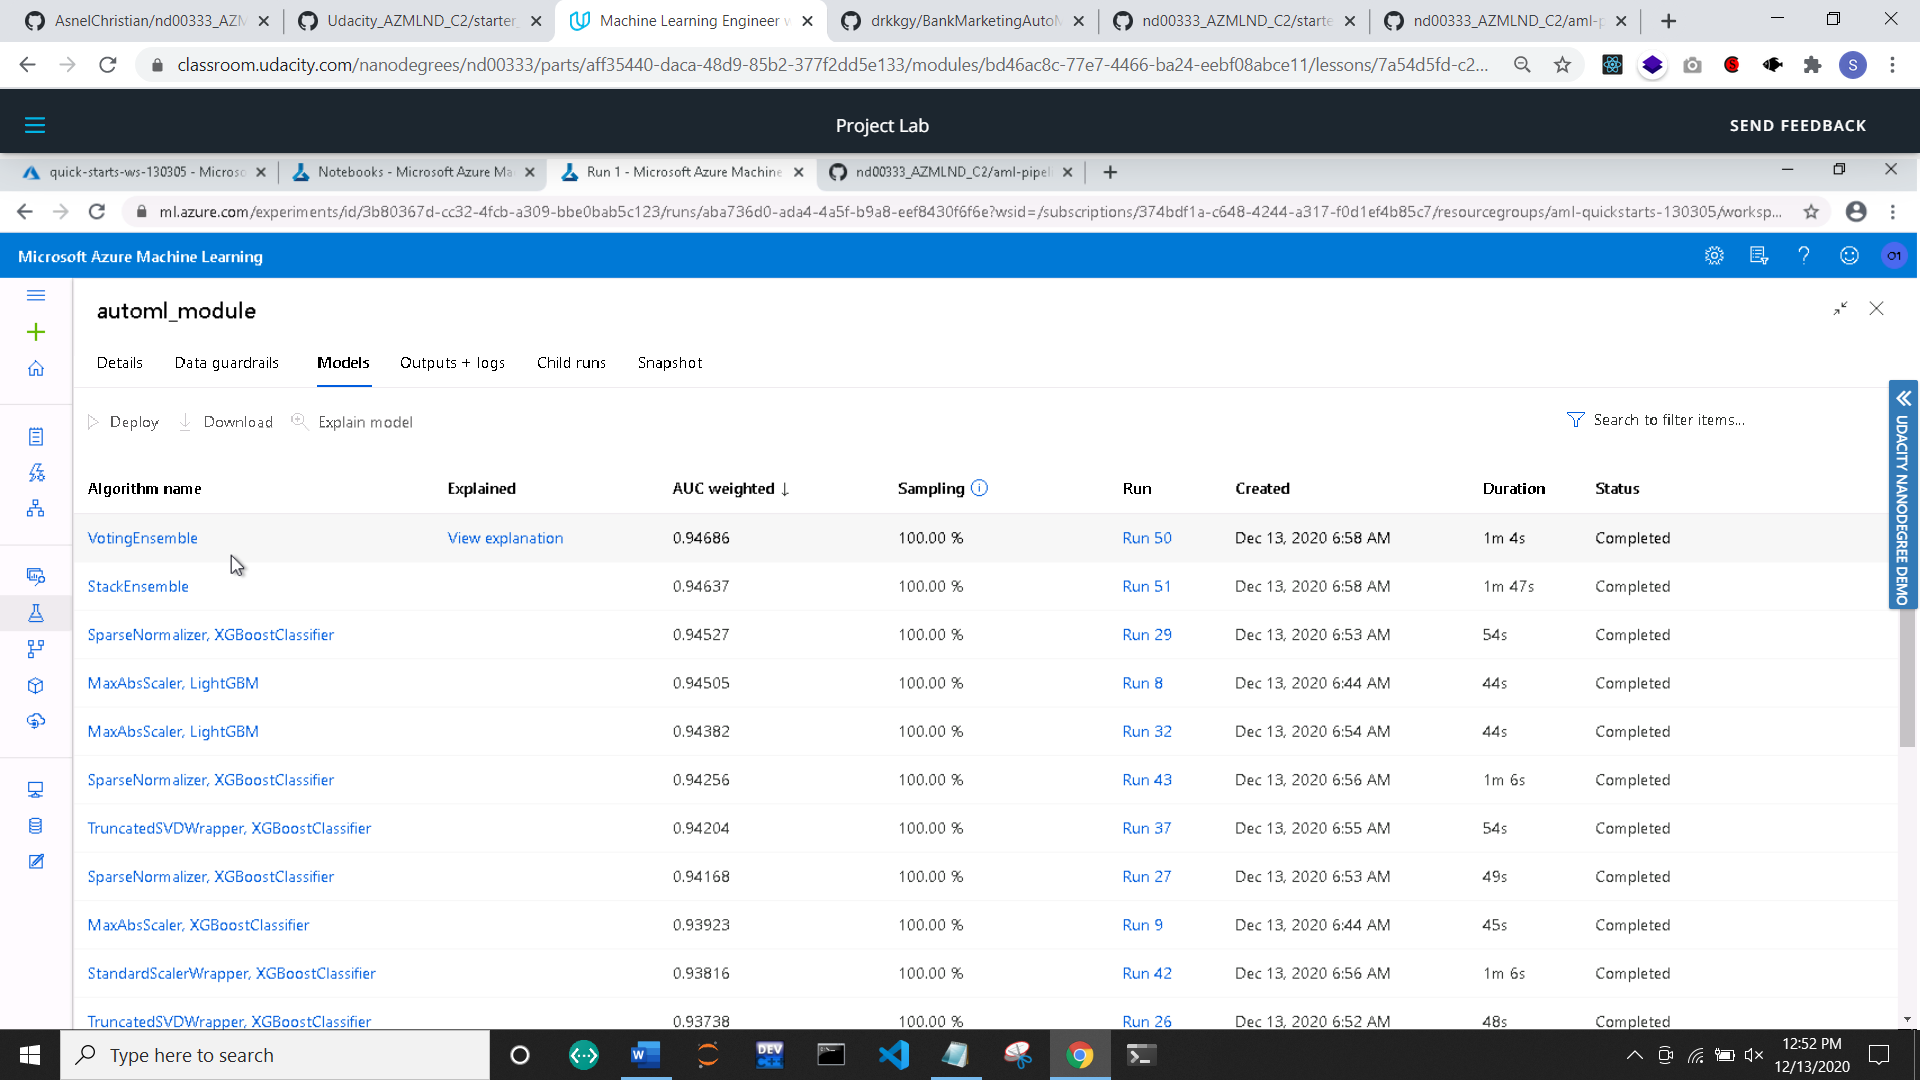 AsnelChristian/nd00333_AZM
Udacity_AZMLND_C2/starter_
Machine Learning Engineer w
drkkgy/BankMarketingAutoM
nd00333_AZMLND_C2/starte
nd00333_AZMLND_C2/aml-p
classroom.udacity.com/nanodegrees/nd00333/parts/aff35440-daca-48d9-85b2-377f2dd5e133/modules/bd46ac8c-77e7-4466-ba24-eebf08abce11/lessons/7a54d5fd-c2...
S
Project Lab
SEND FEEDBACK
quick-starts-ws-130305 - Microso
Notebooks - Microsoft Azure Ma
Run 1 - Microsoft Azure Machine
nd00333_AZMLND_C2/aml-pipeli
ml.azure.com/experiments/id/3b80367d-cc32-4fcb-a309-bbe0bab5c123/runs/aba736d0-ada4-4a5f-b9a8-eef8430f6f6e?wsid=/subscriptions/374bdf1a-c648-4244-a317-f0d1ef4b85c7/resourcegroups/aml-quickstarts-130305/worksp...
Microsoft Azure Machine Learning
O1
automl_module
Details Data guardrails Models Outputs + logs Child runs Snapshot
Deploy Download Explain model
Search to filter items...
UDACITY NANODEGREE DEMO
Algorithm name Explained AUC weighted ↓ Sampling Run Created Duration Status
VotingEnsemble View explanation 0.94686 100.00 % Run 50 Dec 13, 2020 6:58 AM 1m 4s Completed
StackEnsemble 0.94637 100.00 % Run 51 Dec 13, 2020 6:58 AM 1m 47s Completed
SparseNormalizer, XGBoostClassifier 0.94527 100.00 % Run 29 Dec 13, 2020 6:53 AM 54s Completed
MaxAbsScaler, LightGBM 0.94505 100.00 % Run 8 Dec 13, 2020 6:44 AM 44s Completed
MaxAbsScaler, LightGBM 0.94382 100.00 % Run 32 Dec 13, 2020 6:54 AM 44s Completed
SparseNormalizer, XGBoostClassifier 0.94256 100.00 % Run 43 Dec 13, 2020 6:56 AM 1m 6s Completed
TruncatedSVDWrapper, XGBoostClassifier 0.94204 100.00 % Run 37 Dec 13, 2020 6:55 AM 54s Completed
SparseNormalizer, XGBoostClassifier 0.94168 100.00 % Run 27 Dec 13, 2020 6:53 AM 49s Completed
MaxAbsScaler, XGBoostClassifier 0.93923 100.00 % Run 9 Dec 13, 2020 6:44 AM 45s Completed
StandardScalerWrapper, XGBoostClassifier 0.93816 100.00 % Run 42 Dec 13, 2020 6:56 AM 1m 6s Completed
TruncatedSVDWrapper, XGBoostClassifier 0.93738 100.00 % Run 26 Dec 13, 2020 6:52 AM 48s Completed
Type here to search
DEV
12:52 PM
12/13/2020